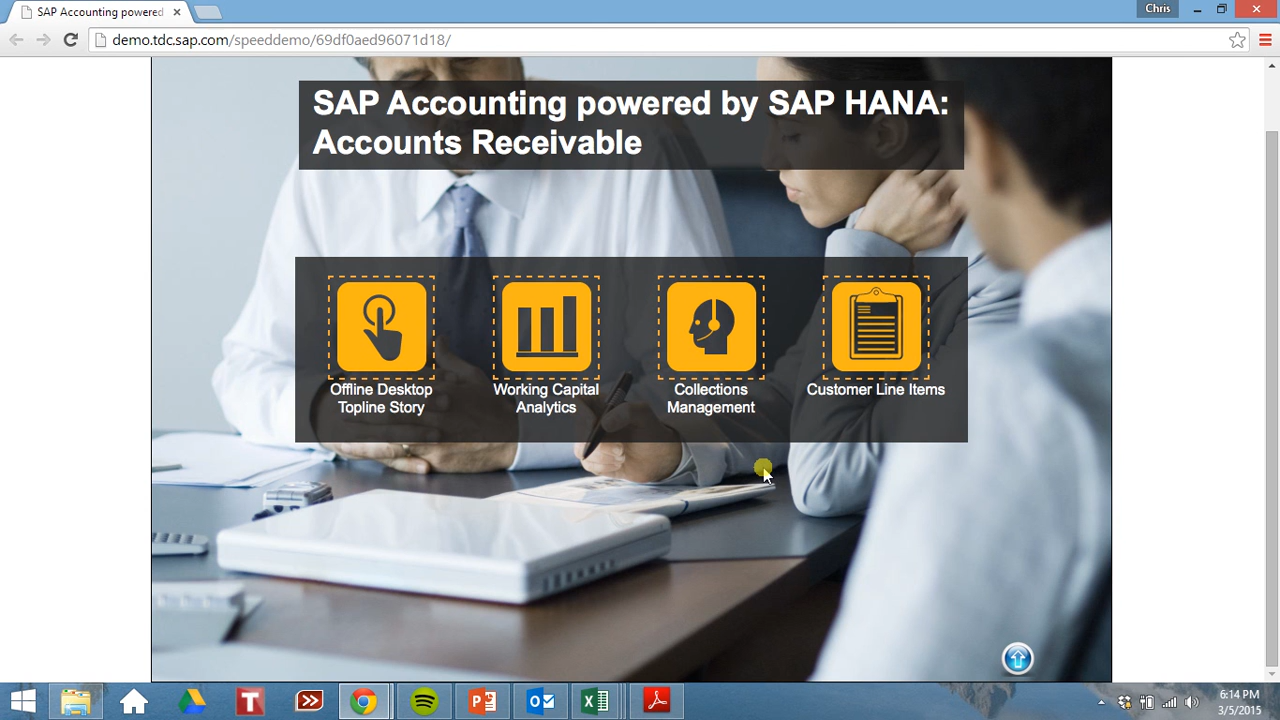 SAP Accounting powered
Chris
demo.tdc.sap.com/speeddemo/69df0aed96071d18/
SAP Accounting powered by SAP HANA:
Accounts Receivable
Offline Desktop
Topline Story
Working Capital
Analytics
Collections
Management
Customer Line Items
6:14 PM
3/5/2015